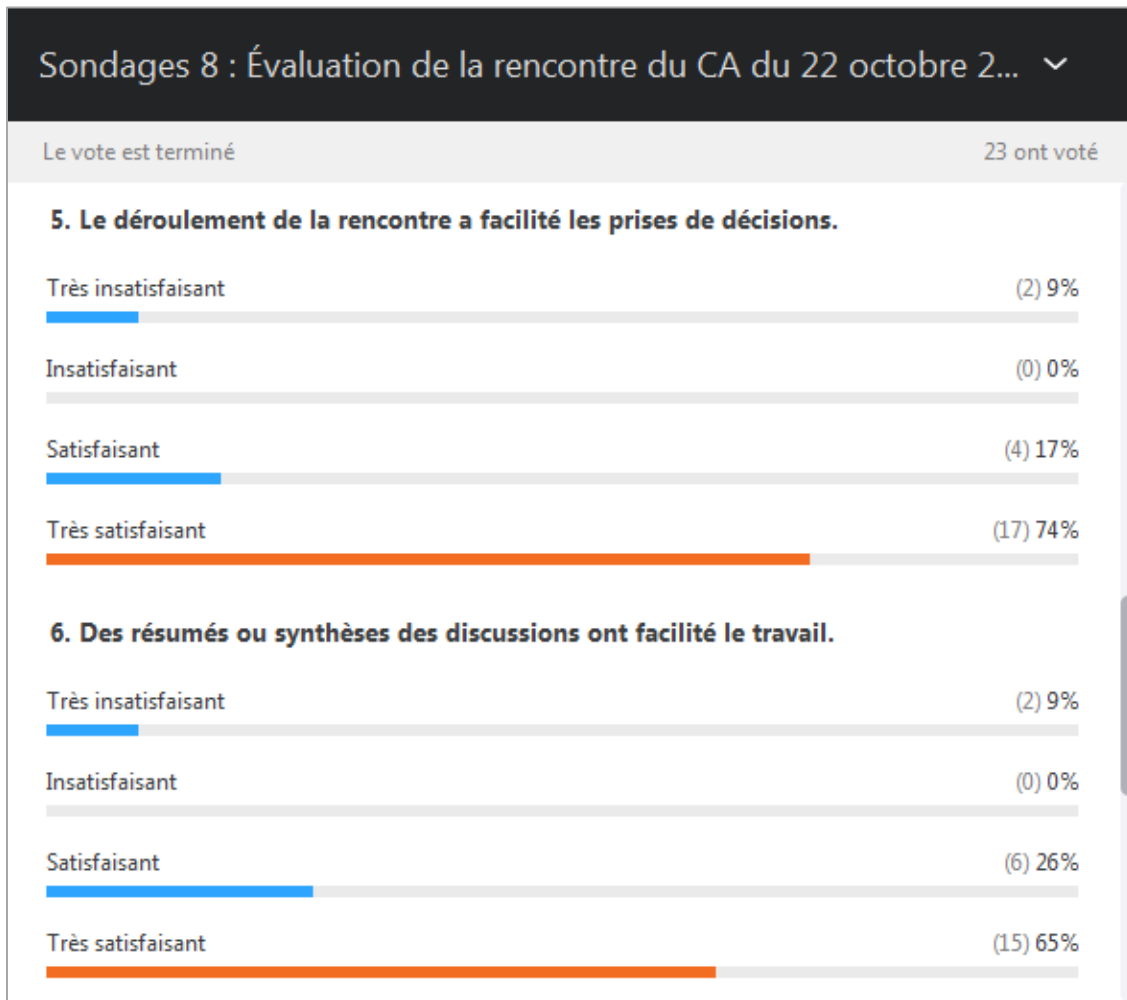 Sondages 8 : Évaluation de la rencontre du CA du 22 octobre 2...
Le vote est terminé 23 ont voté
5. Le déroulement de la rencontre a facilité les prises de décisions.
Très insatisfaisant (2) 9%
Insatisfaisant (0) 0%
Satisfaisant (4) 17%
Très satisfaisant (17) 74%
6. Des résumés ou synthèses des discussions ont facilité le travail.
Très insatisfaisant (2) 9%
Insatisfaisant (0) 0%
Satisfaisant (6) 26%
Très satisfaisant (15) 65%